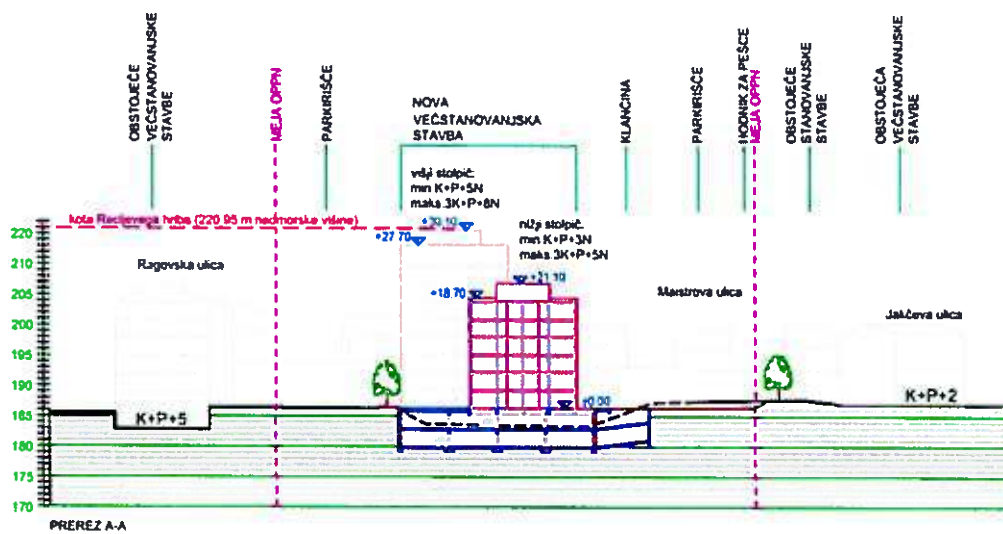 OBSTOJEČE
VEČSTANOVANJSKE
STAVBE
MEJA OPPN
PARKIRIŠČE
NOVA
VEČSTANOVANJSKA
STAVBA
KLANČINA
PARKIRIŠČE
HODNIK ZA PEŠCE
MEJA OPPN
OBSTOJEČE
STANOVANJSKE
STAVBE
OBSTOJEČA
VEČSTANOVANJSKE
STAVBE
višji stolpič:
min K+P+5N
maks.3K+P+8N
kota hriba (220.95 m nadmorske višine)
+30.10
+27.70
nižji stolpič:
min.K+P+3N
maks.3K+P+5N
+21.10
+18.70
±0.00
Ragovska ulica
Maistrova ulica
Jakčeva ulica
220
215
210
205
200
195
190
185
180
175
170
K+P+5
K+P+2
PREREZ A-A